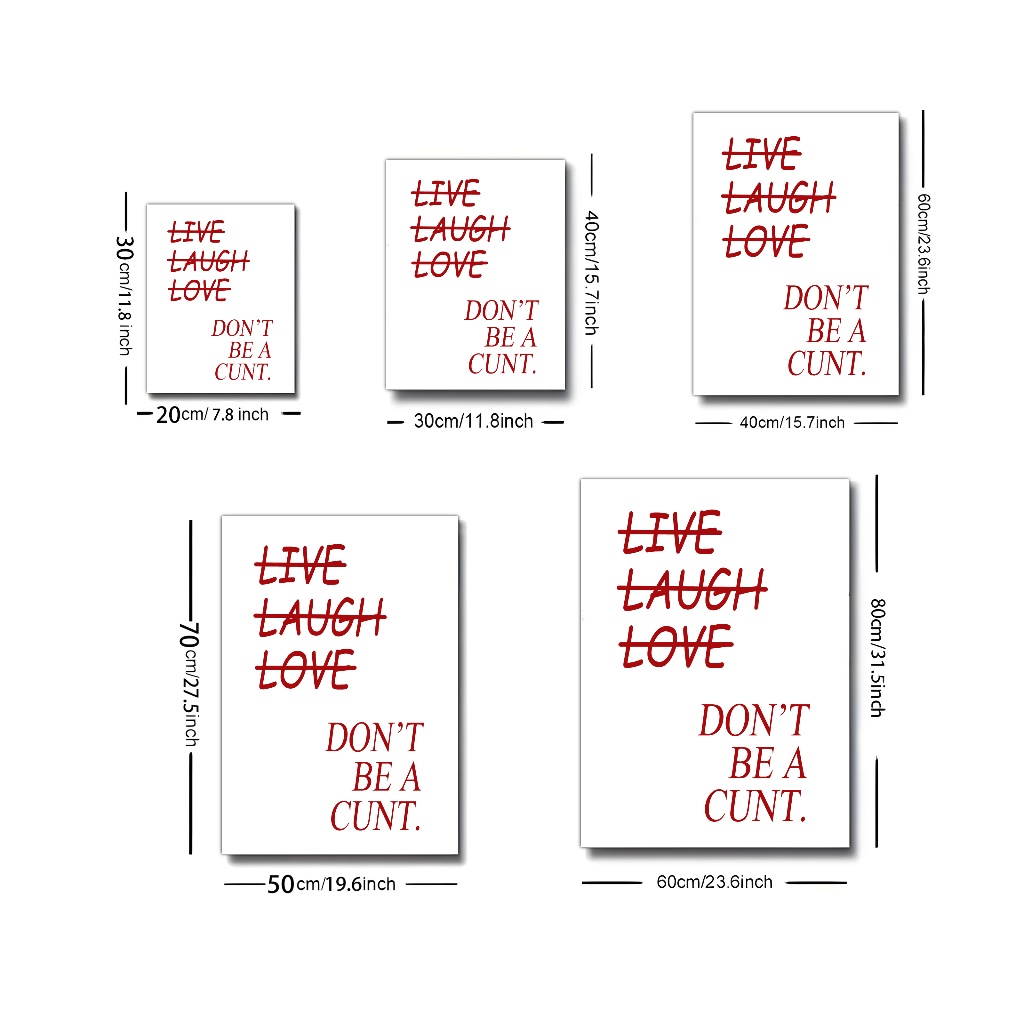 LIVE
LAUGH
LOVE
DON'T
BE A
CUNT.
30cm/11.8 inch
20cm/7.8 inch
LIVE
LAUGH
LOVE
DON'T
BE A
CUNT.
40cm/15.7inch
30cm/11.8inch
LIVE
LAUGH
LOVE
DON'T
BE A
CUNT.
60cm/23.6inch
40cm/15.7inch
LIVE
LAUGH
LOVE
DON'T
BE A
CUNT.
70cm/27.5inch
50cm/19.6inch
LIVE
LAUGH
LOVE
DON'T
BE A
CUNT.
80cm/31.5inch
60cm/23.6inch